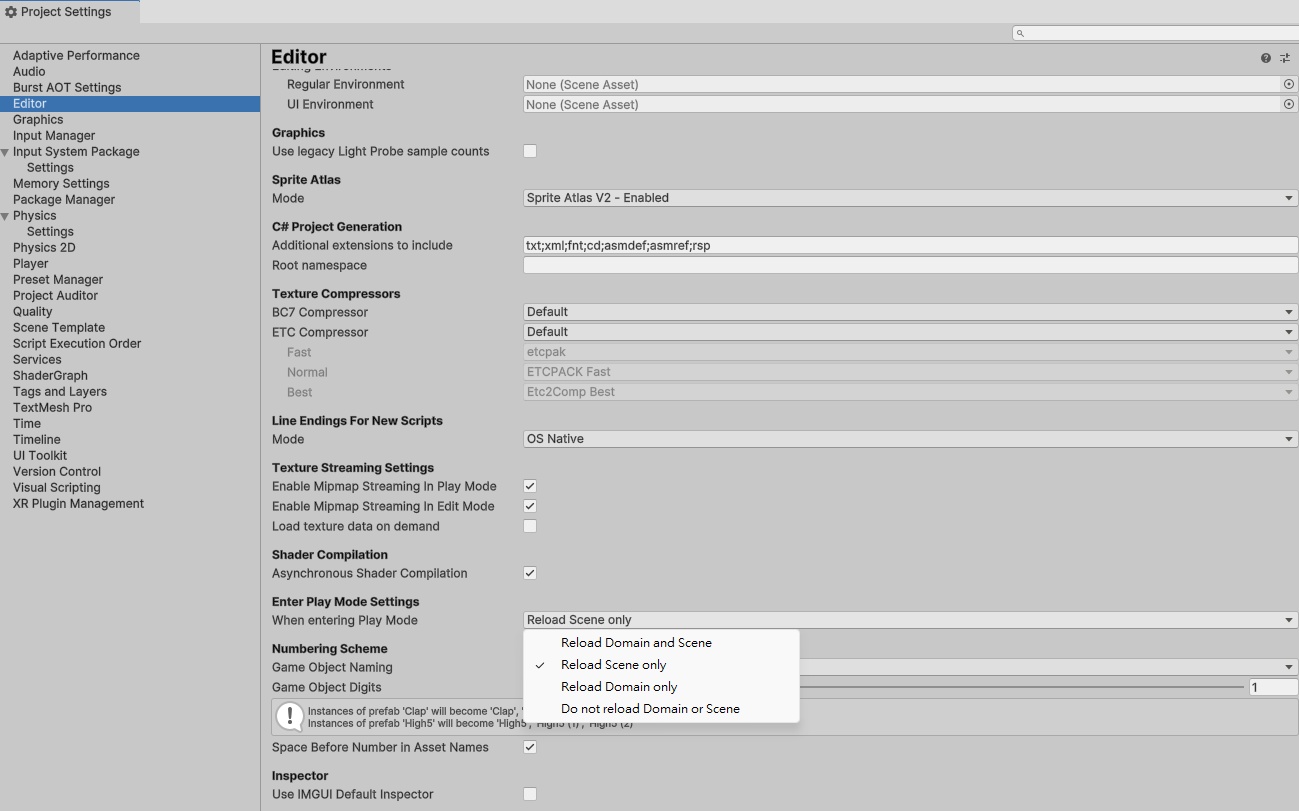 Project Settings
Adaptive Performance
Audio
Burst AOT Settings
Editor
Graphics
Input Manager
Input System Package
Settings
Memory Settings
Package Manager
Physics
Settings
Physics 2D
Player
Preset Manager
Project Auditor
Quality
Scene Template
Script Execution Order
Services
ShaderGraph
Tags and Layers
TextMesh Pro
Time
Timeline
UI Toolkit
Version Control
Visual Scripting
XR Plugin Management
Editor
Editing Environments
Regular Environment None (Scene Asset)
UI Environment None (Scene Asset)
Graphics
Use legacy Light Probe sample counts
Sprite Atlas
Mode Sprite Atlas V2 - Enabled
C# Project Generation
Additional extensions to include txt;xml;fnt;cd;asmdef;asmref;rsp
Root namespace
Texture Compressors
BC7 Compressor Default
ETC Compressor Default
Fast etcpak
Normal ETCPACK Fast
Best Etc2Comp Best
Line Endings For New Scripts
Mode OS Native
Texture Streaming Settings
Enable Mipmap Streaming In Play Mode
Enable Mipmap Streaming In Edit Mode
Load texture data on demand
Shader Compilation
Asynchronous Shader Compilation
Enter Play Mode Settings
When entering Play Mode Reload Scene only
Reload Domain and Scene
Reload Scene only
Reload Domain only
Do not reload Domain or Scene
Numbering Scheme
Game Object Naming
Game Object Digits 1
Instances of prefab 'Clap' will become 'Clap', '
Instances of prefab 'High5' will become 'High5', 'High5 (1)', 'High5 (2)'
Space Before Number in Asset Names
Inspector
Use IMGUI Default Inspector